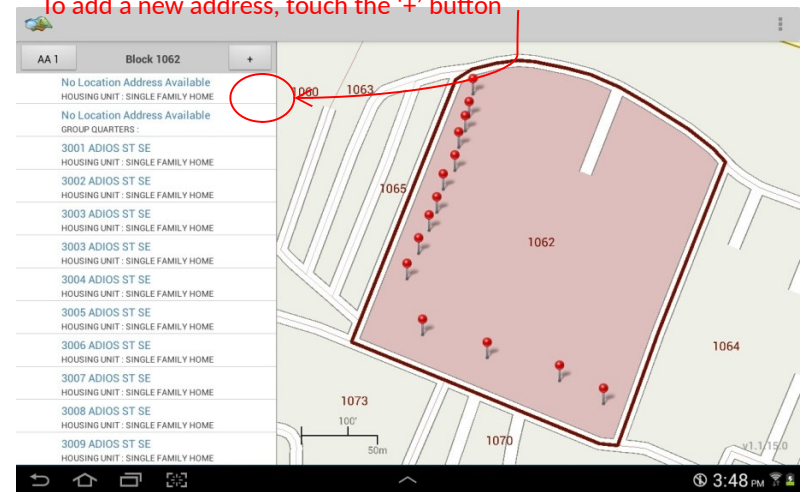 To add a new address, touch the ‘+’ button
AA 1 Block 1062 +
No Location Address Available
HOUSING UNIT : SINGLE FAMILY HOME
No Location Address Available
GROUP QUARTERS :
3001 ADIOS ST SE
HOUSING UNIT : SINGLE FAMILY HOME
3002 ADIOS ST SE
HOUSING UNIT : SINGLE FAMILY HOME
3003 ADIOS ST SE
HOUSING UNIT : SINGLE FAMILY HOME
3003 ADIOS ST SE
HOUSING UNIT : SINGLE FAMILY HOME
3004 ADIOS ST SE
HOUSING UNIT : SINGLE FAMILY HOME
3005 ADIOS ST SE
HOUSING UNIT : SINGLE FAMILY HOME
3006 ADIOS ST SE
HOUSING UNIT : SINGLE FAMILY HOME
3007 ADIOS ST SE
HOUSING UNIT : SINGLE FAMILY HOME
3008 ADIOS ST SE
HOUSING UNIT : SINGLE FAMILY HOME
3009 ADIOS ST SE
HOUSING UNIT : SINGLE FAMILY HOME
1060
1063
1065
1062
1064
1073
1070
100'
50m
v1.1.15.0
3:48 PM